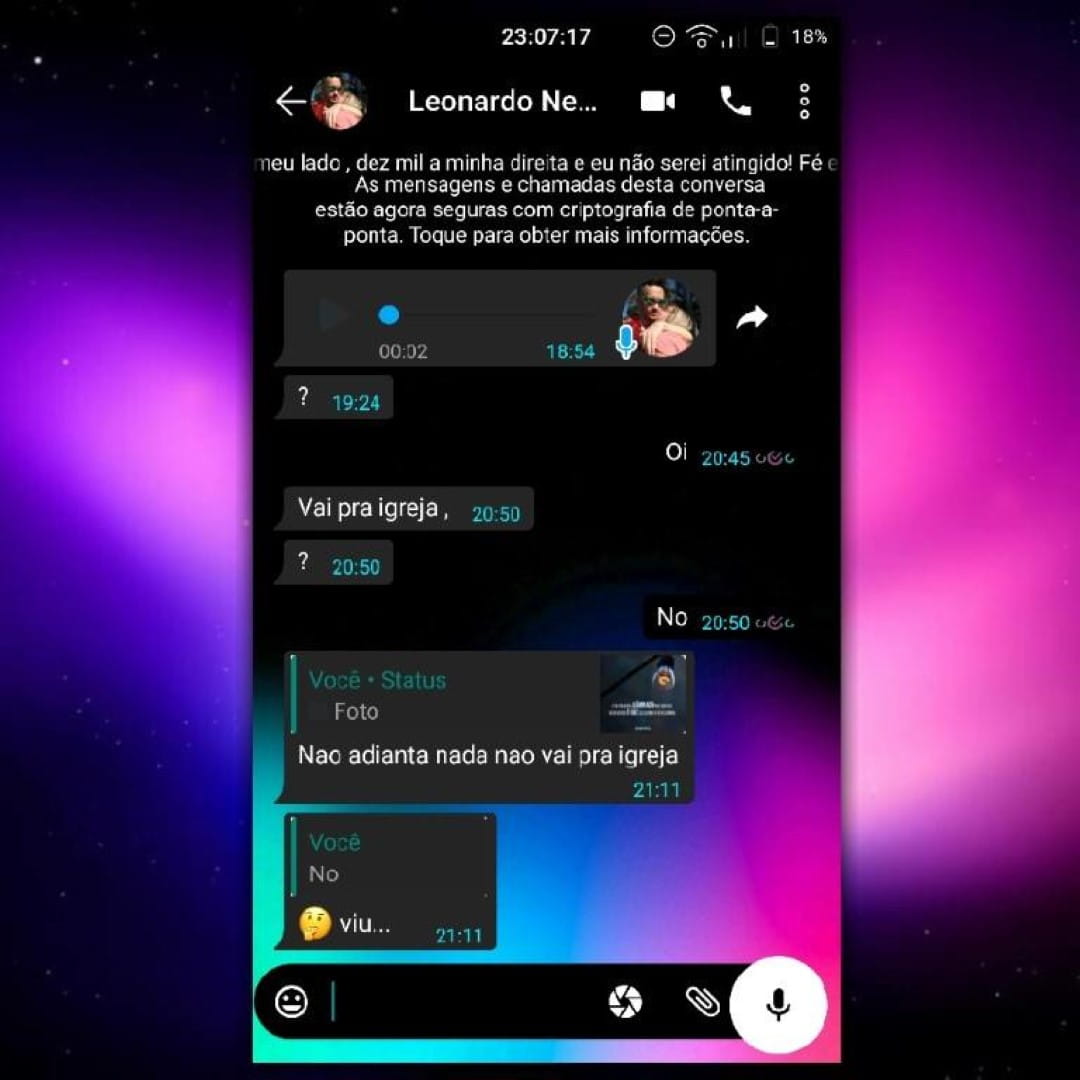 23:07:17 18%
Leonardo Ne...
meu lado , dez mil a minha direita e eu não serei atingido! Fé e
As mensagens e chamadas desta conversa
estão agora seguras com criptografia de ponta-a-
ponta. Toque para obter mais informações.
00:02 18:54
? 19:24
Oi 20:45
Vai pra igreja , 20:50
? 20:50
No 20:50
Você • Status
Foto
Nao adianta nada nao vai pra igreja
21:11
Você
No
🤔 viu... 21:11